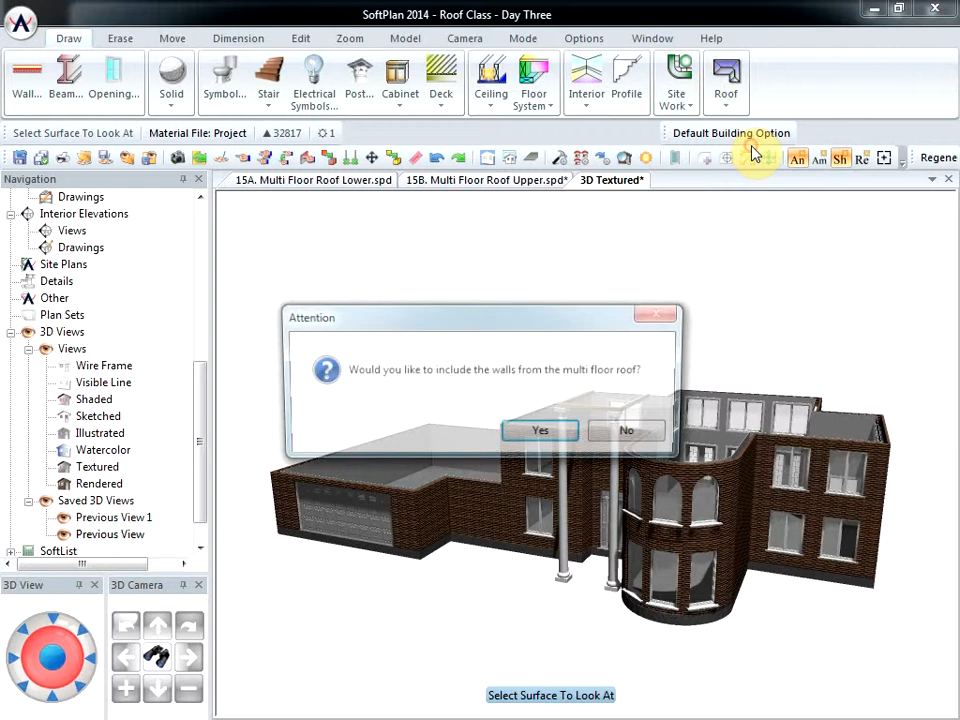 SoftPlan 2014 - Roof Class - Day Three
Draw Erase Move Dimension Edit Zoom Model Camera Mode Options Window Help
Wall... Beam... Opening... Solid Symbol... Stair Electrical Symbols... Post... Cabinet Deck Ceiling Floor System Interior Profile Site Work Roof
Select Surface To Look At Material File: Project 32817 1 Default Building Option
An Am Sh Re Regene
Navigation
15A. Multi Floor Roof Lower.spd 15B. Multi Floor Roof Upper.spd* 3D Textured*
Drawings
Interior Elevations
Views
Drawings
Site Plans
Details
Other
Plan Sets
3D Views
Views
Wire Frame
Visible Line
Shaded
Sketched
Illustrated
Watercolor
Textured
Rendered
Saved 3D Views
Previous View 1
Previous View
SoftList
Attention
Would you like to include the walls from the multi floor roof?
Yes No
3D View 3D Camera
Select Surface To Look At